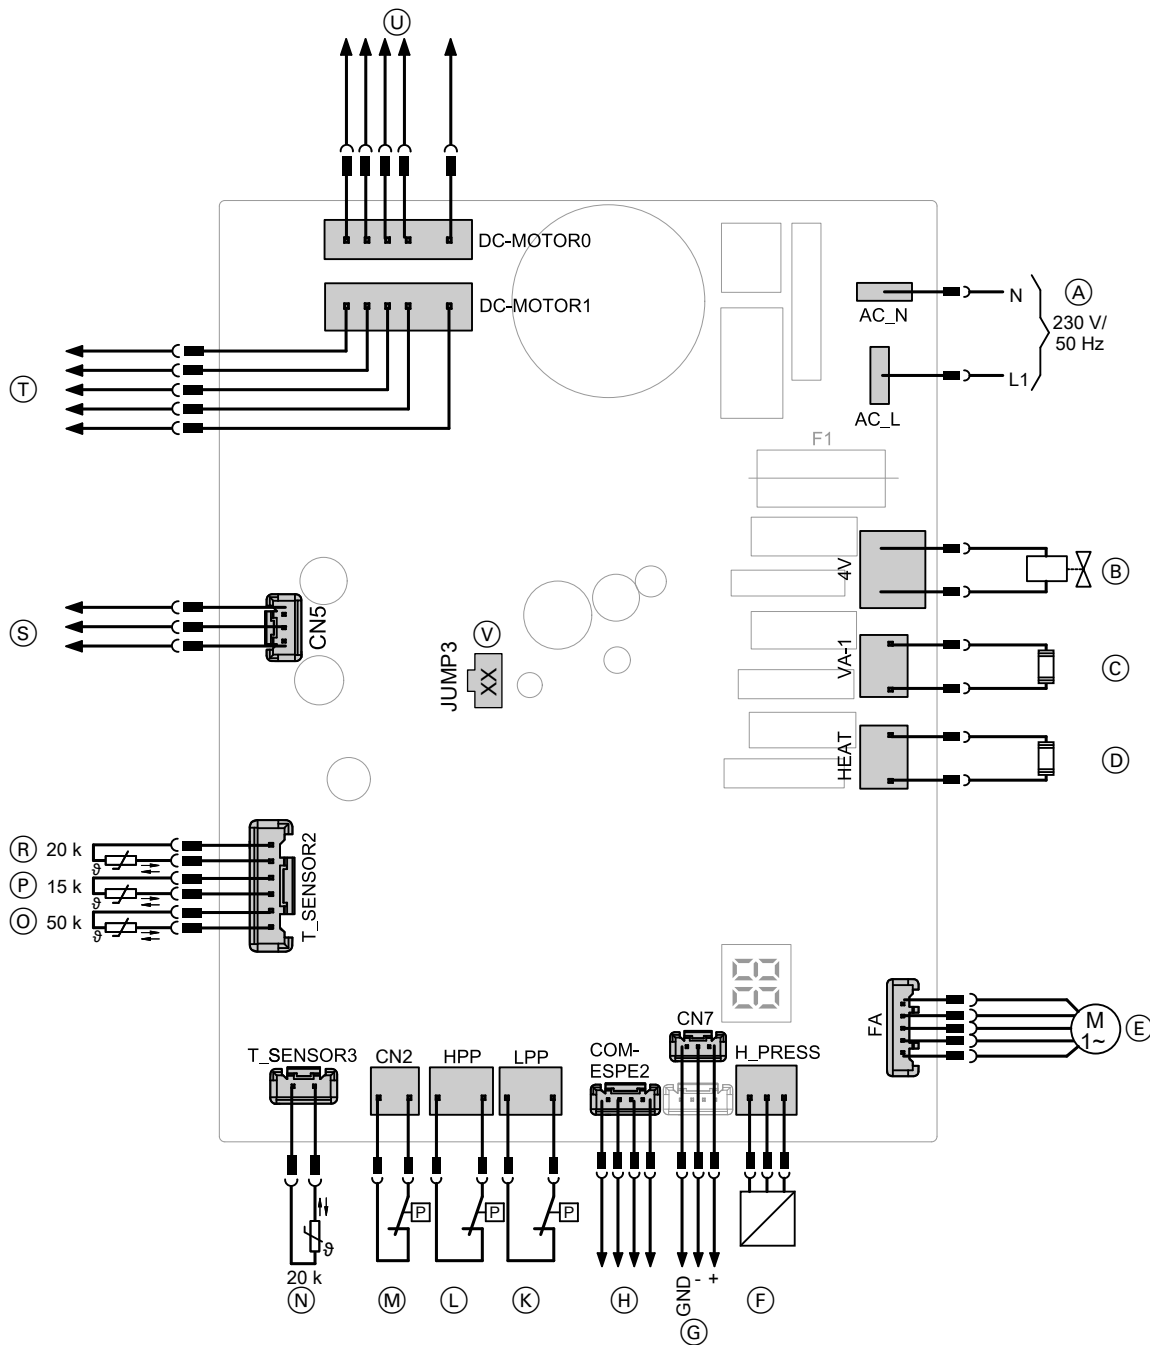 U
DC-MOTOR0
DC-MOTOR1
T
AC_N
N
A
230 V/
50 Hz
AC_L
L1
F1
4V
B
S
CN5
V
JUMP3
XX
VA-1
C
HEAT
D
R 20 k
ϑ
P 15 k
ϑ
O 50 k
ϑ
T_SENSOR2
FA
M
1~
E
T_SENSOR3
CN2
HPP
LPP
COM-
ESPE2
CN7
H_PRESS
P
P
P
ϑ
20 k
N
M
L
K
H
GND
-
+
G
F